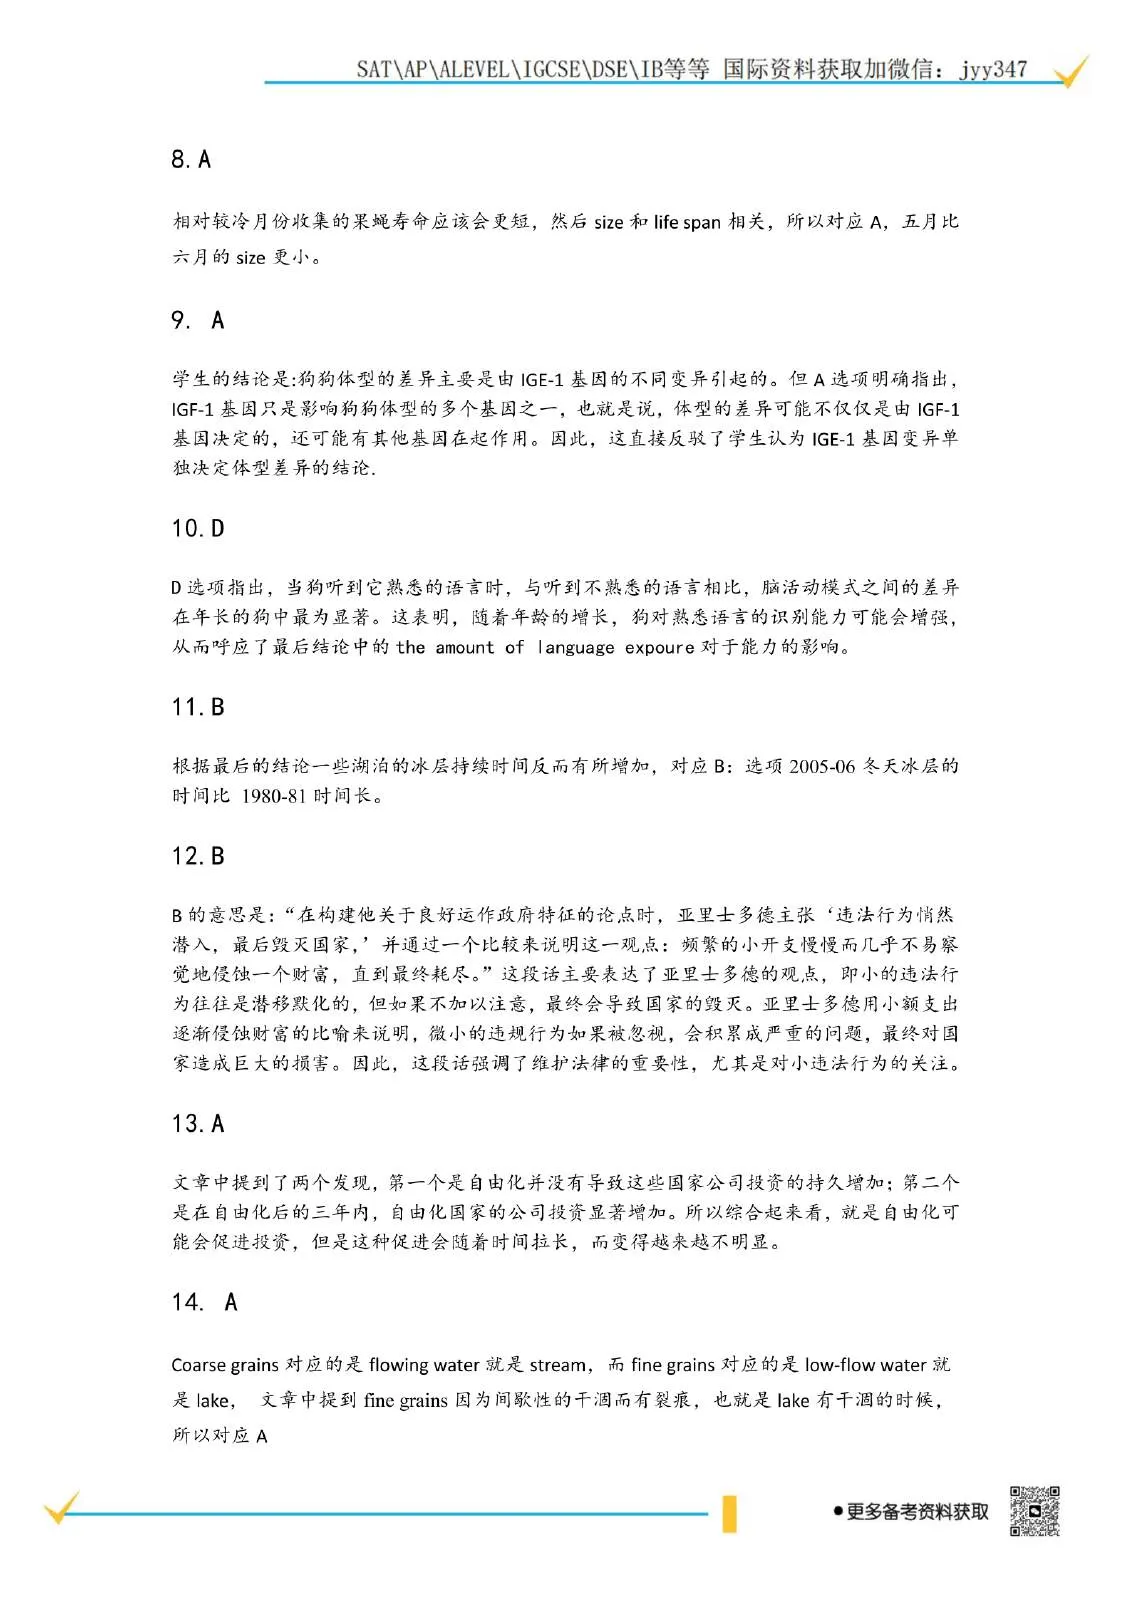 SAT\AP\ALEVEL\IGCSE\DSE\IB等等 国际资料获取加微信：jyy347
8.A
相对较冷月份收集的果蝇寿命应该会更短，然后 size 和 life span 相关，所以对应 A，五月比
六月的 size 更小。
9. A
学生的结论是:狗狗体型的差异主要是由 IGE-1 基因的不同变异引起的。但 A 选项明确指出，
IGF-1 基因只是影响狗狗体型的多个基因之一，也就是说，体型的差异可能不仅仅是由 IGF-1
基因决定的，还可能有其他基因在起作用。因此，这直接反驳了学生认为 IGE-1 基因变异单
独决定体型差异的结论.
10.D
D 选项指出，当狗听到它熟悉的语言时，与听到不熟悉的语言相比，脑活动模式之间的差异
在年长的狗中最为显著。这表明，随着年龄的增长，狗对熟悉语言的识别能力可能会增强，
从而呼应了最后结论中的 the amount of language expoure 对于能力的影响。
11.B
根据最后的结论一些湖泊的冰层持续时间反而有所增加，对应 B：选项 2005-06 冬天冰层的
时间比 1980-81 时间长。
12.B
B 的意思是：“在构建他关于良好运作政府特征的论点时，亚里士多德主张‘违法行为悄然
潜入，最后毁灭国家，’并通过一个比较来说明这一观点：频繁的小开支慢慢而几乎不易察
觉地侵蚀一个财富，直到最终耗尽。”这段话主要表达了亚里士多德的观点，即小的违法行
为往往是潜移默化的，但如果不加以注意，最终会导致国家的毁灭。亚里士多德用小额支出
逐渐侵蚀财富的比喻来说明，微小的违规行为如果被忽视，会积累成严重的问题，最终对国
家造成巨大的损害。因此，这段话强调了维护法律的重要性，尤其是对小违法行为的关注。
13.A
文章中提到了两个发现，第一个是自由化并没有导致这些国家公司投资的持久增加；第二个
是在自由化后的三年内，自由化国家的公司投资显著增加。所以综合起来看，就是自由化可
能会促进投资，但是这种促进会随着时间拉长，而变得越来越不明显。
14. A
Coarse grains 对应的是 flowing water 就是 stream，而 fine grains 对应的是 low-flow water 就
是 lake， 文章中提到 fine grains 因为间歇性的干涸而有裂痕，也就是 lake 有干涸的时候，
所以对应 A
●更多备考资料获取